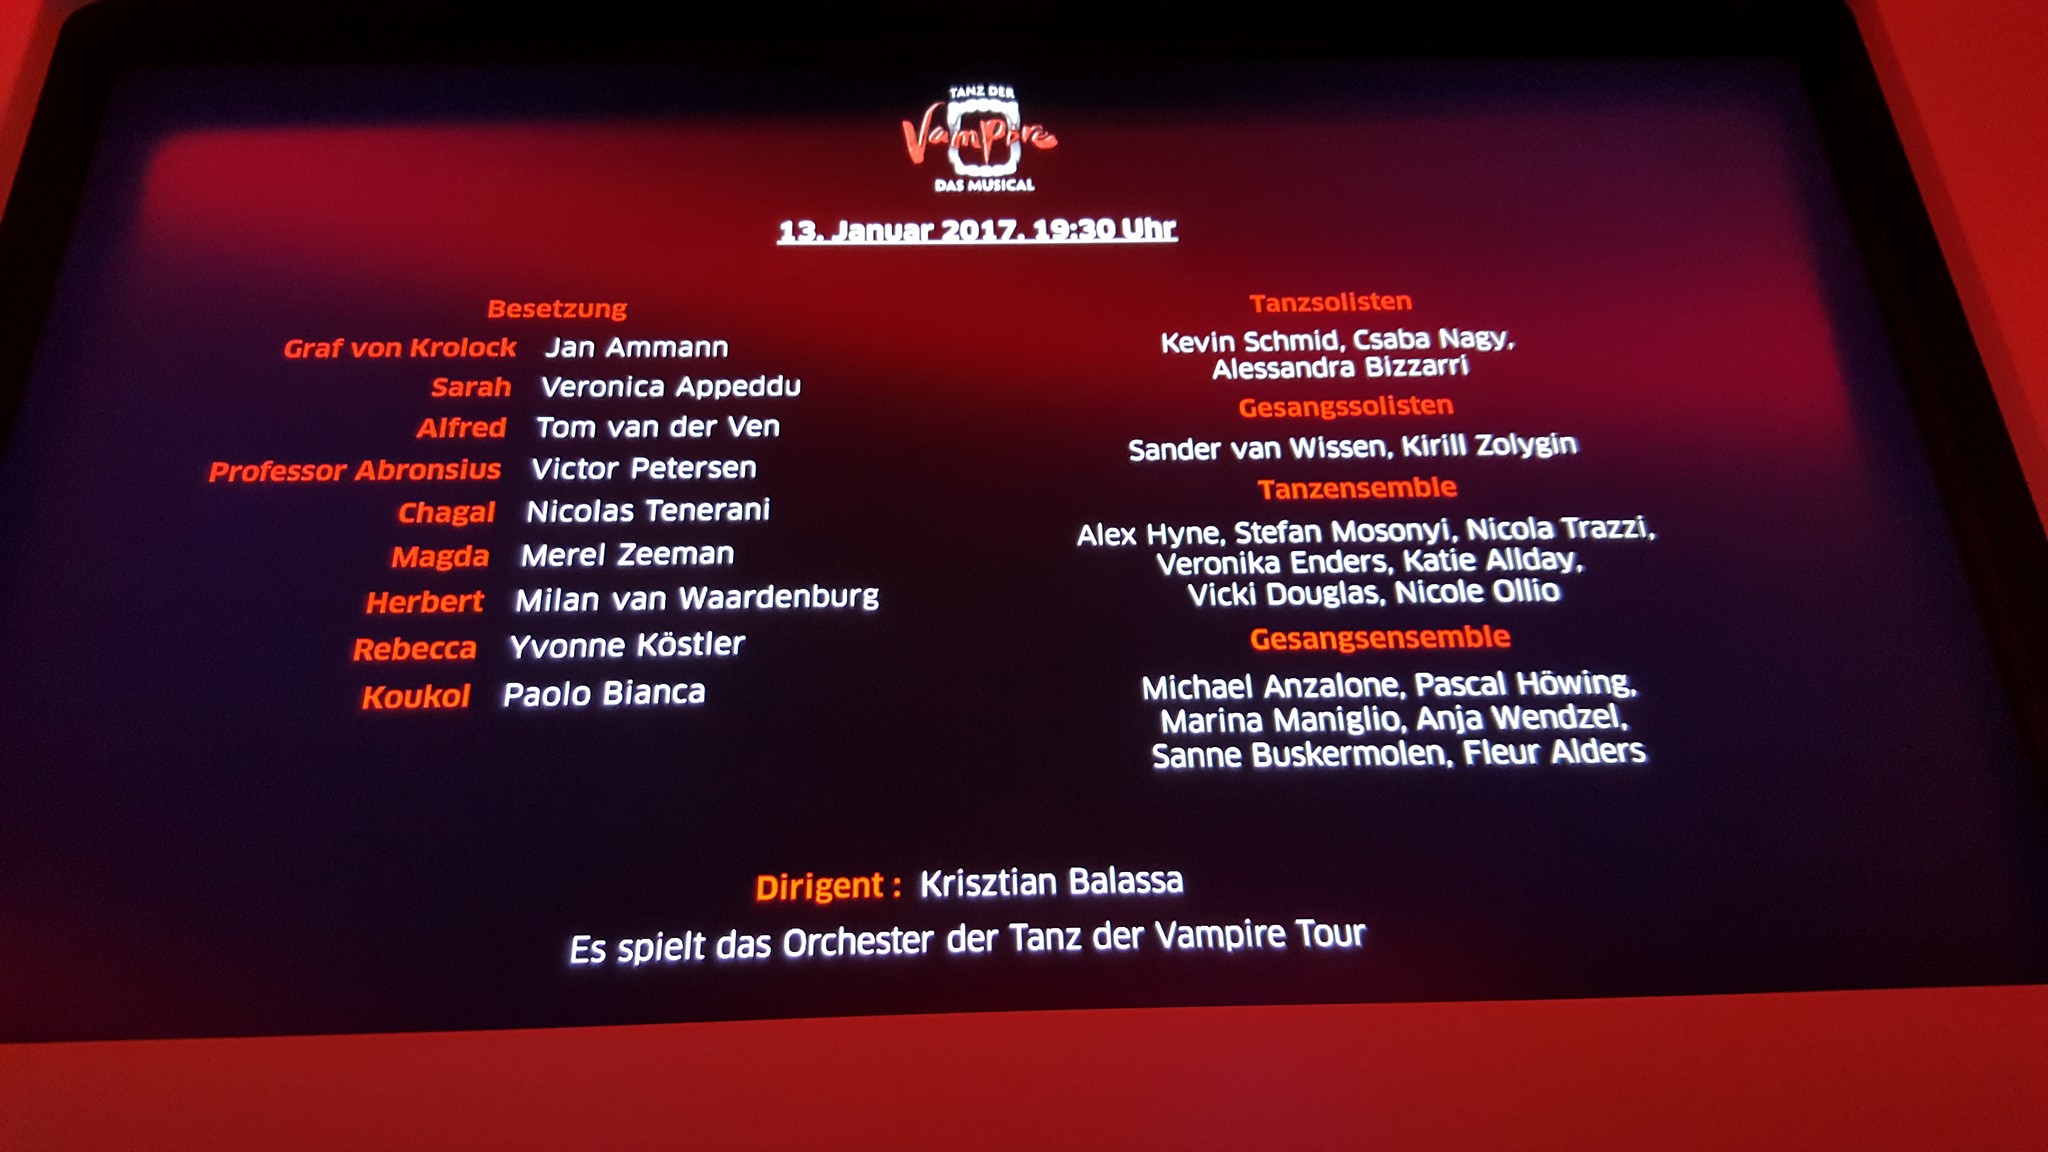 TANZ DER
Vampire
DAS MUSICAL
13. Januar 2017, 19:30 Uhr
Besetzung
Graf von Krolock Jan Ammann
Sarah Veronica Appeddu
Alfred Tom van der Ven
Professor Abronsius Victor Petersen
Chagal Nicolas Tenerani
Magda Merel Zeeman
Herbert Milan van Waardenburg
Rebecca Yvonne Köstler
Koukol Paolo Bianca
Tanzsolisten
Kevin Schmid, Csaba Nagy,
Alessandra Bizzarri
Gesangssolisten
Sander van Wissen, Kirill Zolygin
Tanzensemble
Alex Hyne, Stefan Mosonyi, Nicola Trazzi,
Veronika Enders, Katie Allday,
Vicki Douglas, Nicole Ollio
Gesangsensemble
Michael Anzalone, Pascal Höwing,
Marina Maniglio, Anja Wendzel,
Sanne Buskermolen, Fleur Alders
Dirigent : Krisztian Balassa
Es spielt das Orchester der Tanz der Vampire Tour